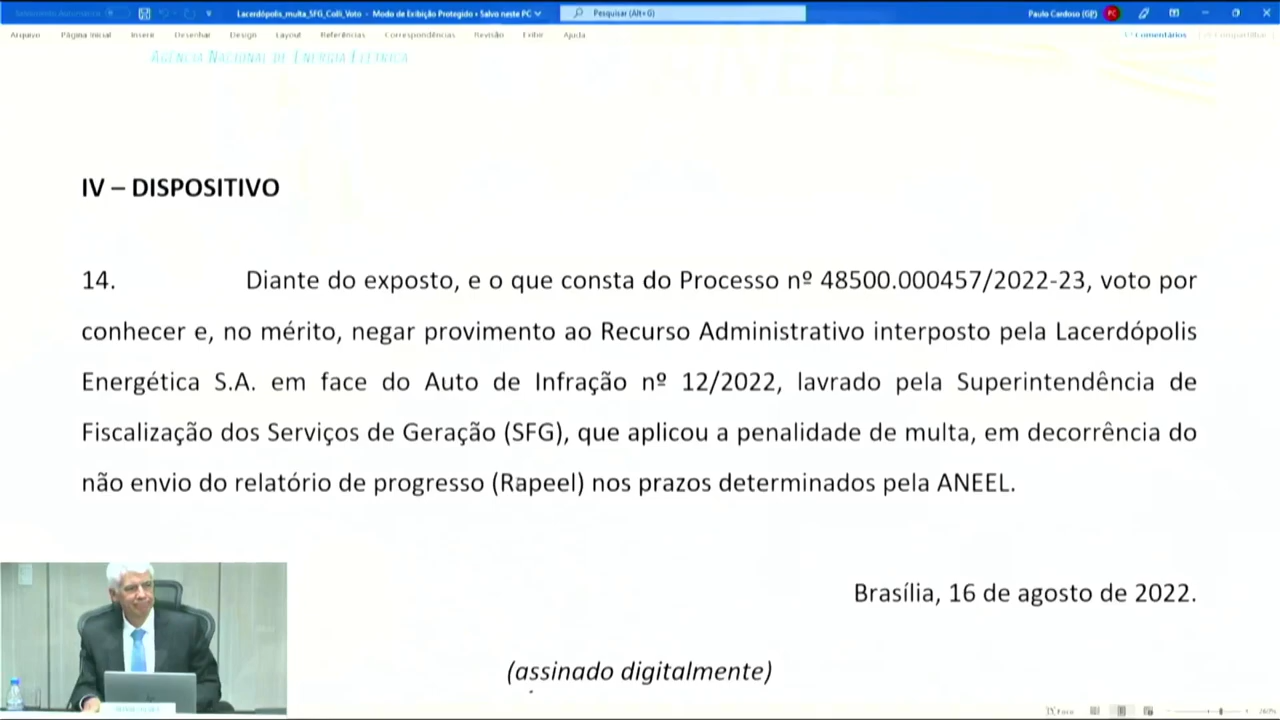 Lacerdópolis_multa_SFG_Colli_Voto - Modo de Exibição Protegido • Salvo neste PC
Pesquisar (Alt+G)
Paulo Cardoso (GP)
PC
Arquivo Página Inicial Inserir Desenhar Design Layout Referências Correspondências Revisão Exibir Ajuda
Comentários
Compartilhar
AGÊNCIA NACIONAL DE ENERGIA ELÉTRICA
ANEEL
IV – DISPOSITIVO
14. Diante do exposto, e o que consta do Processo nº 48500.000457/2022-23, voto por
conhecer e, no mérito, negar provimento ao Recurso Administrativo interposto pela Lacerdópolis
Energética S.A. em face do Auto de Infração nº 12/2022, lavrado pela Superintendência de
Fiscalização dos Serviços de Geração (SFG), que aplicou a penalidade de multa, em decorrência do
não envio do relatório de progresso (Rapeel) nos prazos determinados pela ANEEL.
Brasília, 16 de agosto de 2022.
(assinado digitalmente)
Foco